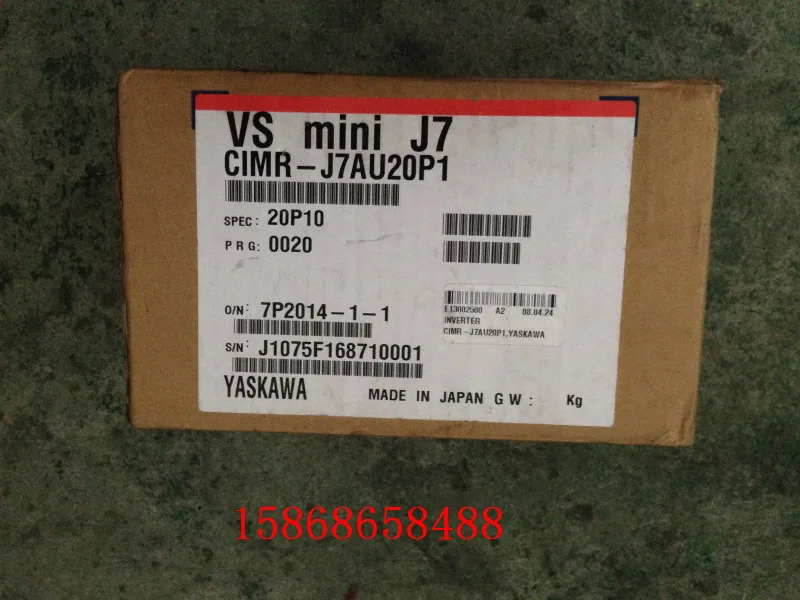 VS mini J7
CIMR-J7AU20P1
SPEC: 20P10
PRG: 0020
O/N: 7P2014-1-1
E13002500 A2 08.04.24
INVERTER
CIMR-J7AU20P1,YASKAWA
S/N: J1075F168710001
YASKAWA MADE IN JAPAN G W : Kg
15868658488